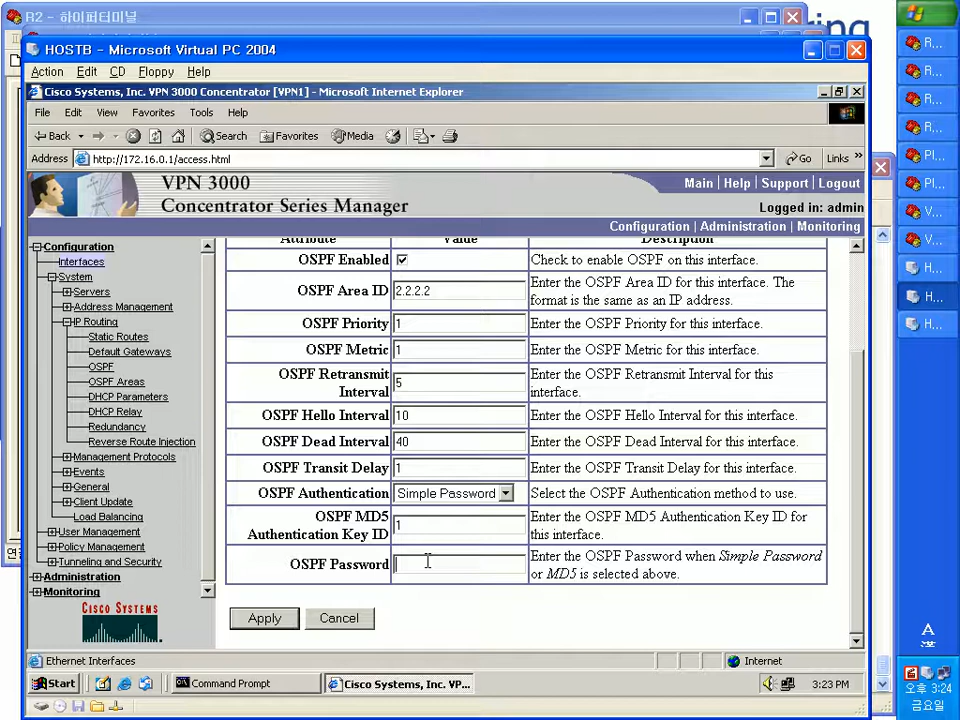 R2 - 하이퍼터미널
ring
HOSTB - Microsoft Virtual PC 2004
Action Edit CD Floppy Help
Cisco Systems, Inc. VPN 3000 Concentrator [VPN1] - Microsoft Internet Explorer
File Edit View Favorites Tools Help
Back Search Favorites Media
Address http://172.16.0.1/access.html Go Links »
VPN 3000
Concentrator Series Manager
Main | Help | Support | Logout
Logged in: admin
Configuration | Administration | Monitoring
Configuration
Interfaces
System
Servers
Address Management
IP Routing
Static Routes
Default Gateways
OSPF
OSPF Areas
DHCP Parameters
DHCP Relay
Redundancy
Reverse Route Injection
Management Protocols
Events
General
Client Update
Load Balancing
User Management
Policy Management
Tunneling and Security
Administration
Monitoring
CISCO SYSTEMS
Attribute Value Description
OSPF Enabled Check to enable OSPF on this interface.
OSPF Area ID 2.2.2.2 Enter the OSPF Area ID for this interface. The
format is the same as an IP address.
OSPF Priority 1 Enter the OSPF Priority for this interface.
OSPF Metric 1 Enter the OSPF Metric for this interface.
OSPF Retransmit
Interval 5 Enter the OSPF Retransmit Interval for this
interface.
OSPF Hello Interval 10 Enter the OSPF Hello Interval for this interface.
OSPF Dead Interval 40 Enter the OSPF Dead Interval for this interface.
OSPF Transit Delay 1 Enter the OSPF Transit Delay for this interface.
OSPF Authentication Simple Password Select the OSPF Authentication method to use.
OSPF MD5
Authentication Key ID 1 Enter the OSPF MD5 Authentication Key ID for
this interface.
OSPF Password Enter the OSPF Password when Simple Password
or MD5 is selected above.
Apply Cancel
Ethernet Interfaces Internet
Start Command Prompt Cisco Systems, Inc. VP... 3:23 PM
R...
R...
R...
R...
Pl...
Pl...
V...
V...
H...
H...
H...
A
漢
오후 3:24
금요일